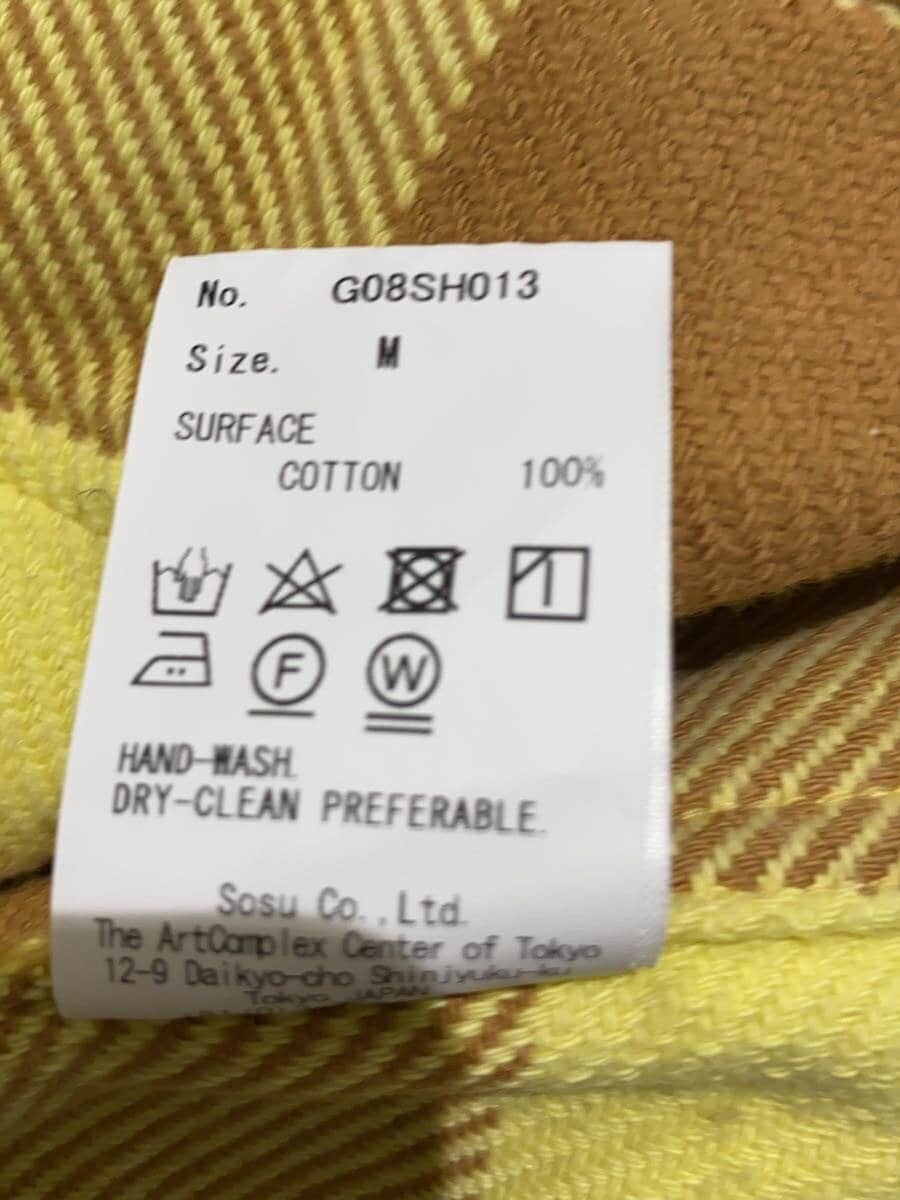 No. G08SH013
Size. M
SURFACE
COTTON 100%
F W
HAND-WASH.
DRY-CLEAN PREFERABLE.
Sosu Co.,Ltd.
The ArtComplex Center of Tokyo
12-9 Daikyo-cho Shinjyuku-ku
Tokyo JAPAN